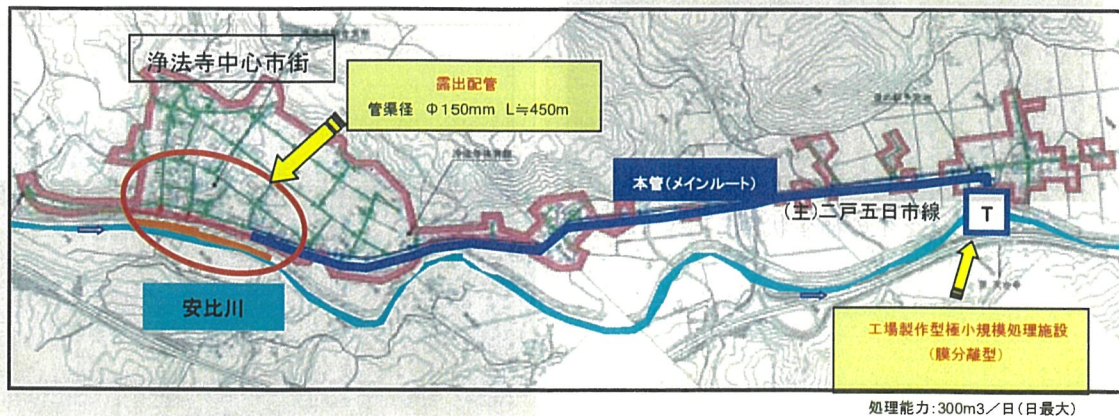 浄法寺中心市街
露出配管
管渠径 Φ150mm L≒450m
本管(メインルート)
(主)二戸五日市線
T
安比川
工場製作型極小規模処理施設
(膜分離型)
処理能力:300m3/日(日最大)